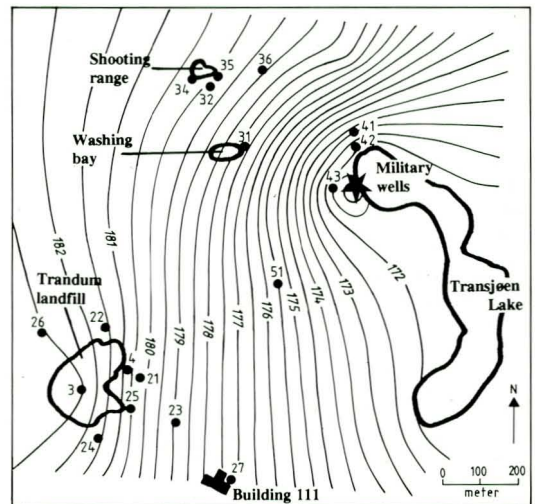 Shooting
range
35
36
34
32
Washing
bay
31
41
42
43
Military
wells
182
181
180
179
178
177
176
175
174
173
172
51
Transjøen
Lake
Trandum
landfill
26
22
4
21
3
25
23
24
27
Building 111
N
0 100 200
meter